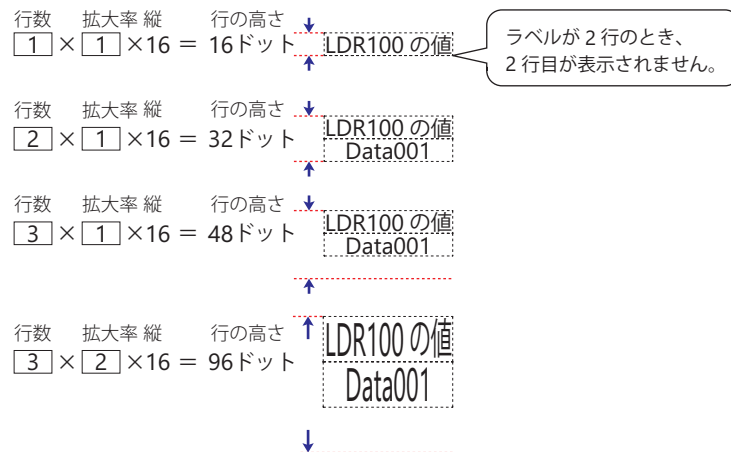 行数 拡大率 縦 行の高さ
1 × 1 ×16 = 16ドット LDR100 の値
ラベルが 2 行のとき、
2 行目が表示されません。
行数 拡大率 縦 行の高さ
2 × 1 ×16 = 32ドット LDR100 の値
Data001
行数 拡大率 縦 行の高さ
3 × 1 ×16 = 48ドット LDR100 の値
Data001
行数 拡大率 縦 行の高さ
3 × 2 ×16 = 96ドット LDR100 の値
Data001